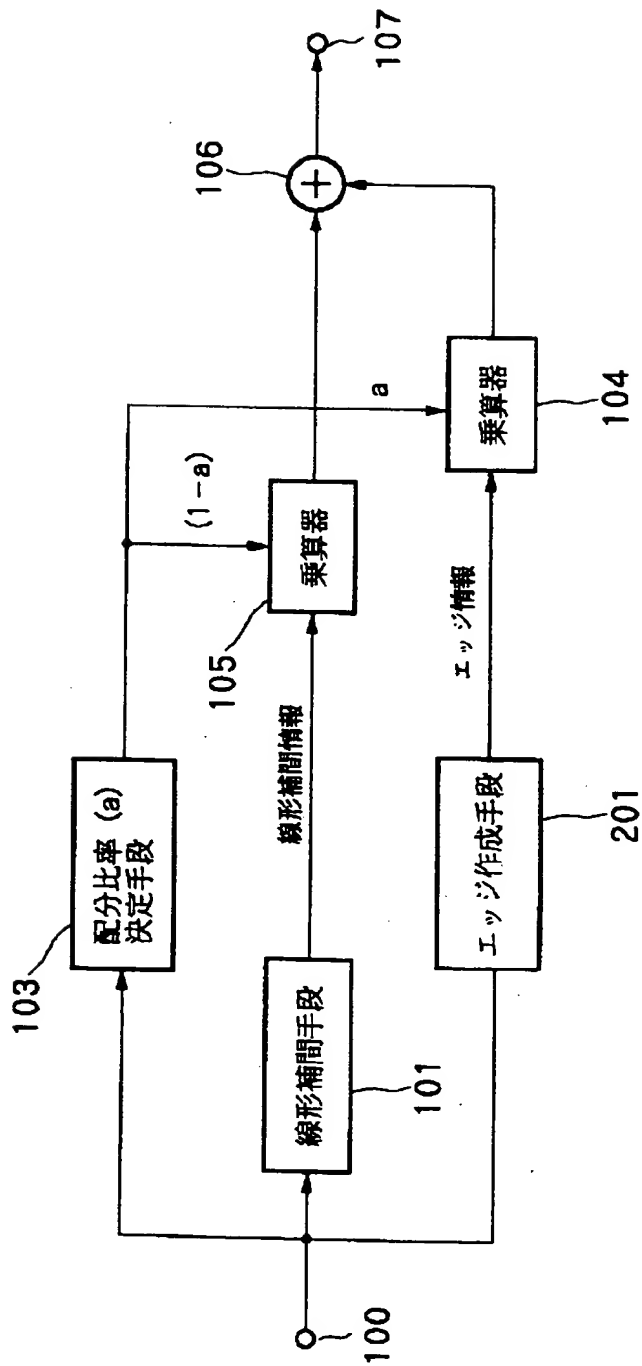 103
配分比率 (a)
決定手段
(1-a)
a
106
107
100
線形補間手段
101
線形補間情報
105
乗算器
乗算器
104
エッジ作成手段
201
エッジ情報